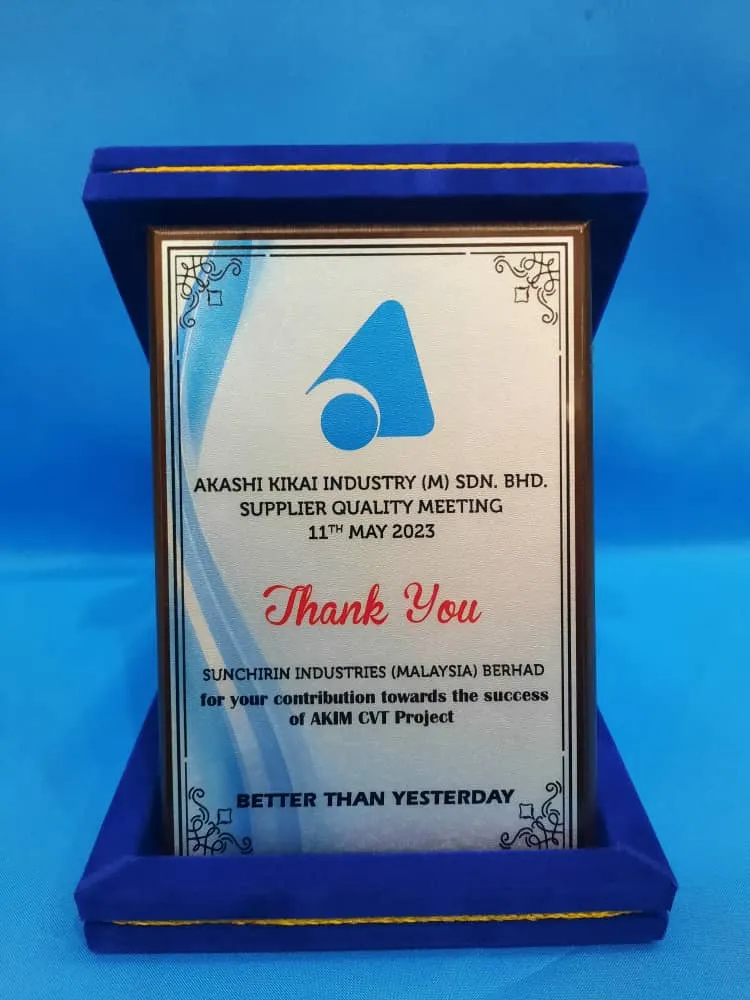 AKASHI KIKAI INDUSTRY (M) SDN. BHD.
SUPPLIER QUALITY MEETING
11TH MAY 2023
Thank You
SUNCHIRIN INDUSTRIES (MALAYSIA) BERHAD
for your contribution towards the success
of AKIM CVT Project
BETTER THAN YESTERDAY